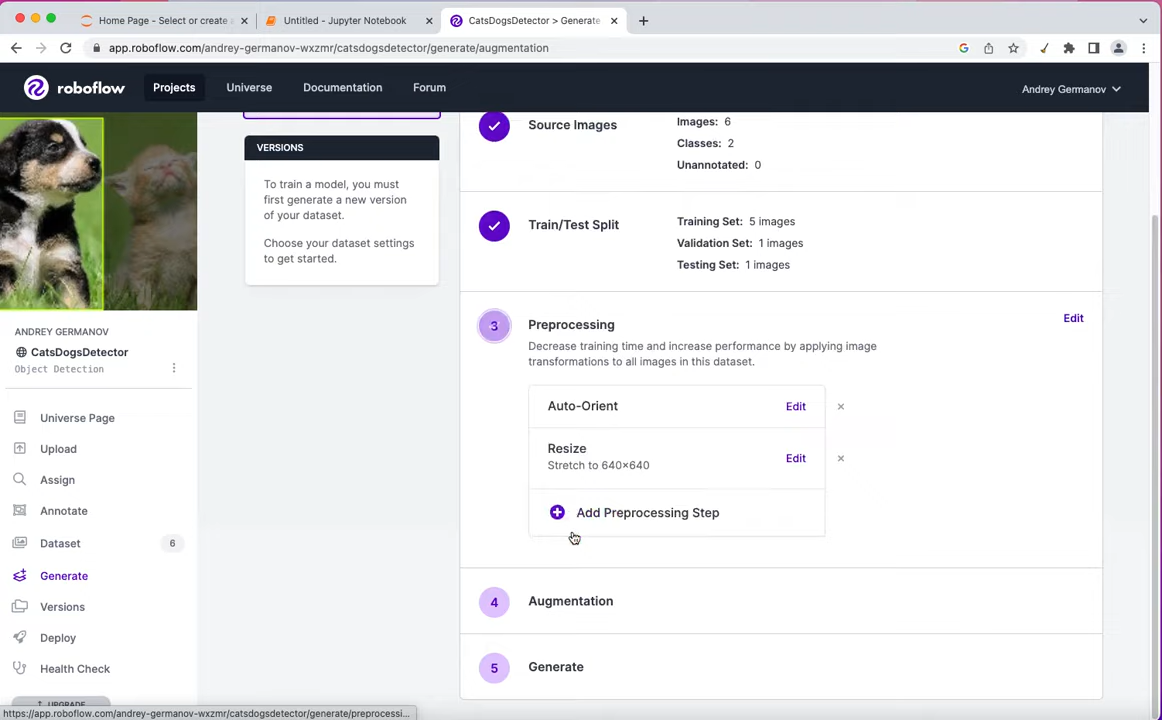 Home Page - Select or create a
Untitled - Jupyter Notebook
CatsDogsDetector > Generate
app.roboflow.com/andrey-germanov-wxzmr/catsdogsdetector/generate/augmentation
roboflow
Projects
Universe
Documentation
Forum
Andrey Germanov
VERSIONS
To train a model, you must
first generate a new version
of your dataset.
Choose your dataset settings
to get started.
Source Images
Images: 6
Classes: 2
Unannotated: 0
Train/Test Split
Training Set: 5 images
Validation Set: 1 images
Testing Set: 1 images
3
Preprocessing
Edit
Decrease training time and increase performance by applying image
transformations to all images in this dataset.
Auto-Orient
Edit
Resize
Stretch to 640×640
Edit
Add Preprocessing Step
4
Augmentation
5
Generate
ANDREY GERMANOV
CatsDogsDetector
Object Detection
Universe Page
Upload
Assign
Annotate
Dataset
6
Generate
Versions
Deploy
Health Check
UPGRADE
https://app.roboflow.com/andrey-germanov-wxzmr/catsdogsdetector/generate/preprocessi...